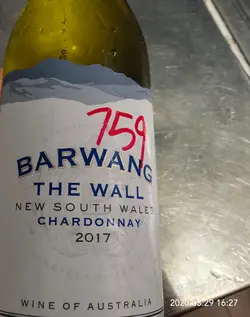 759
BARWANG
THE WALL
NEW SOUTH WALES
CHARDONNAY
2017
WINE OF AUSTRALIA
2020.03.29 16:27